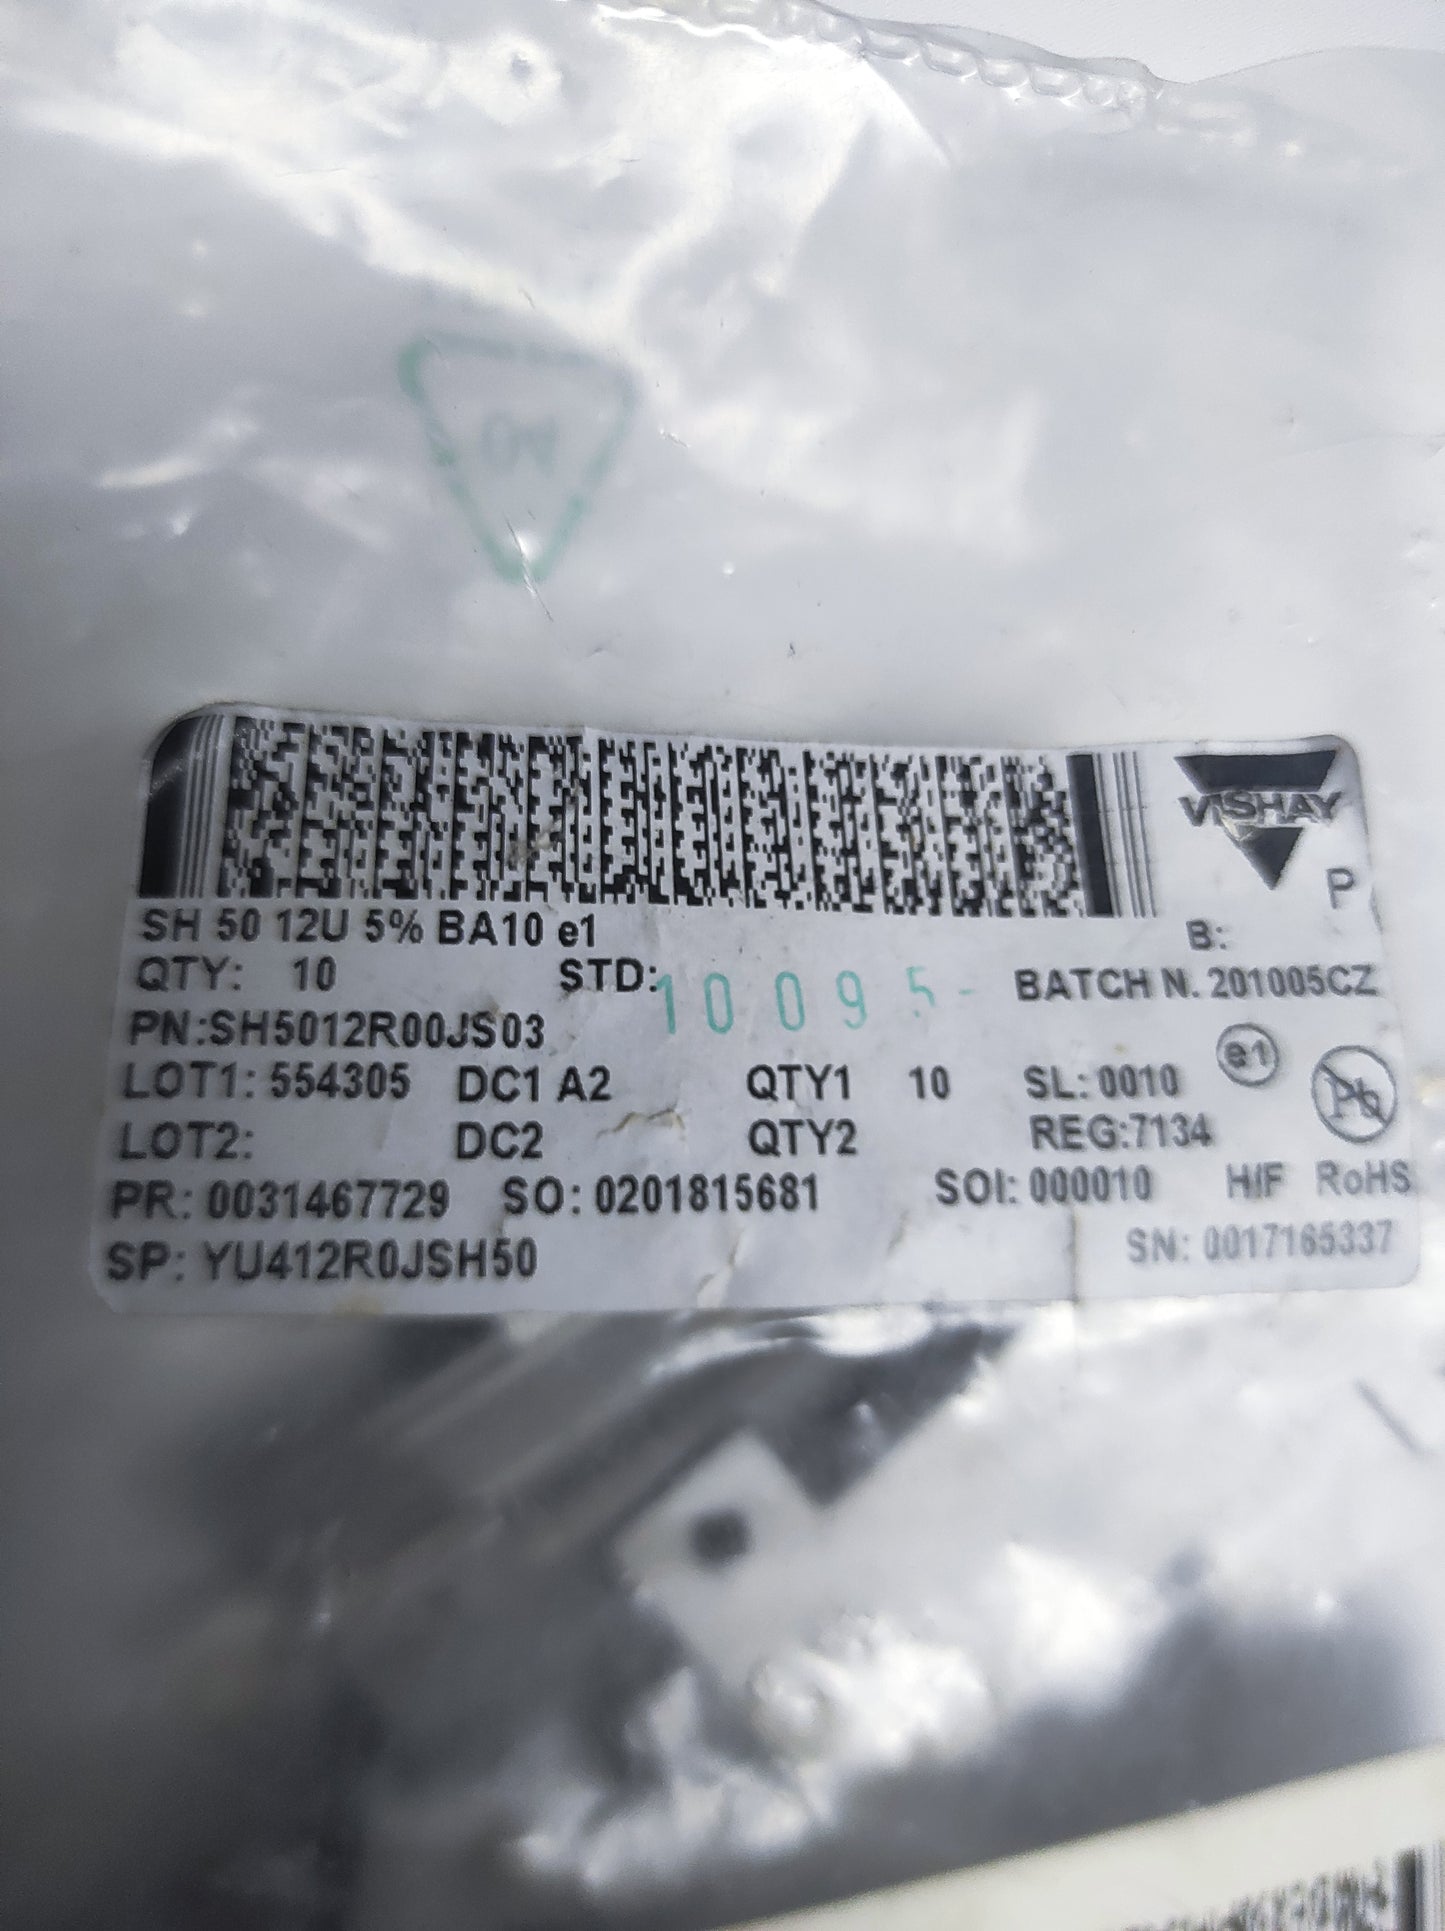 VISHAY
P
SH 50 12U 5% BA10 e1
B:
QTY: 10 STD: BATCH N. 201005CZ
10095-
PN:SH5012R00JS03
e1
LOT1: 554305 DC1 A2 QTY1 10 SL: 0010
Pb
LOT2: DC2 QTY2 REG:7134
PR: 0031467729 SO: 0201815681 SOI: 000010 H/F RoHS
SP: YU412R0JSH50 SN: 0017165337